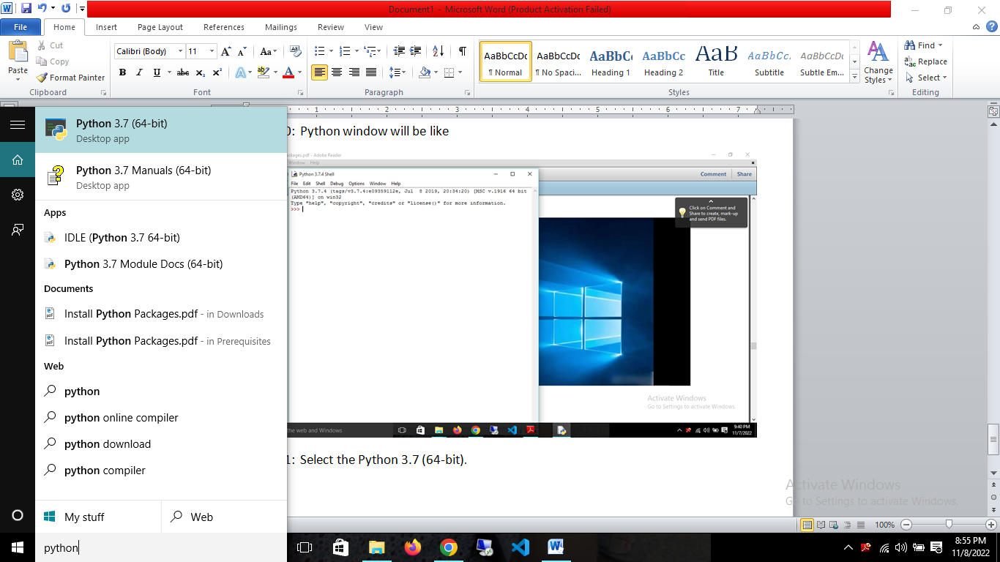 Document1 - Microsoft Word (Product Activation Failed)
File Home Insert Page Layout References Mailings Review View
Paste
Cut
Copy
Format Painter
Clipboard
Calibri (Body) 11
Font
Paragraph
AaBbCcDc AaBbCcDc AaBbCc AaBbCc AaB AaBbCc. AaBbCcDc
¶ Normal ¶ No Spaci... Heading 1 Heading 2 Title Subtitle Subtle Em...
Change Styles
Styles
Find
Replace
Select
Editing
1 2 3 4 5 6 7
Python 3.7 (64-bit)
Desktop app
Python 3.7 Manuals (64-bit)
Desktop app
Apps
IDLE (Python 3.7 64-bit)
Python 3.7 Module Docs (64-bit)
Documents
Install Python Packages.pdf - in Downloads
Install Python Packages.pdf - in Prerequisites
Web
python
python online compiler
python download
python compiler
My stuff Web
python
0: Python window will be like
ckages.pdf - Adobe Reader
Window Help
Comment Share
Click on Comment and
Share to create, mark-up
and send PDF files.
Python 3.7.4 Shell
File Edit Shell Debug Options Window Help
Python 3.7.4 (tags/v3.7.4:e09359112e, Jul 8 2019, 20:34:20) [MSC v.1916 64 bit
(AMD64)] on win32
Type "help", "copyright", "credits" or "license()" for more information.
>>>
Activate Windows
Go to Settings to activate Windows.
the web and Windows
9:40 PM
11/7/2022
1: Select the Python 3.7 (64-bit).
Activate Windows
Go to Settings to activate Windows.
100%
8:55 PM
11/8/2022